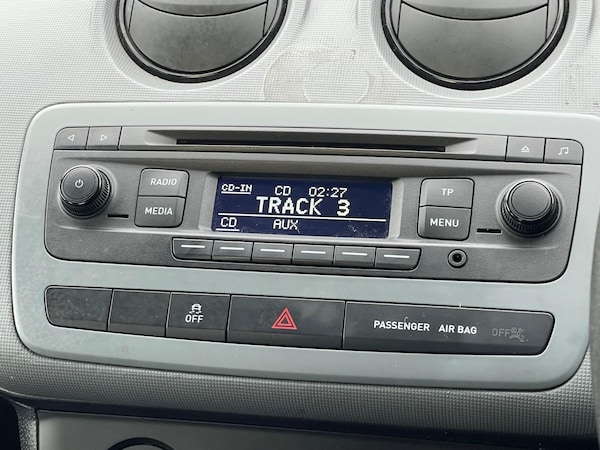 RADIO
MEDIA
CD-IN CD 02:27
TRACK 3
CD AUX
TP
MENU
OFF
PASSENGER AIR BAG OFF